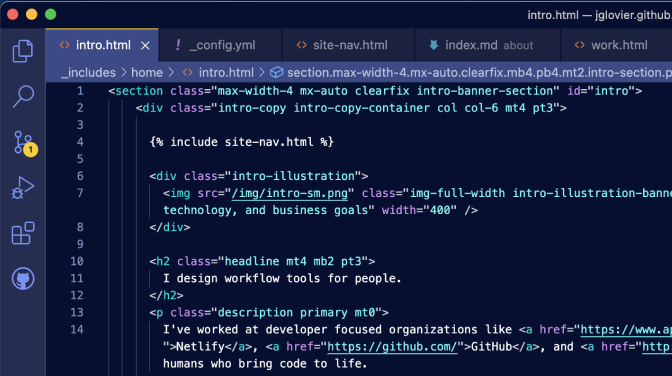 intro.html — jglovier.github.
intro.html × ! _config.yml site-nav.html index.md about work.html
_includes > home > intro.html > section.max-width-4.mx-auto.clearfix.mb4.pb4.mt2.intro-section.p
1 <section class="max-width-4 mx-auto clearfix intro-banner-section" id="intro">
2 <div class="intro-copy intro-copy-container col col-6 mt4 pt3">
3
4 {% include site-nav.html %}
5
6 <div class="intro-illustration">
7 <img src="/img/intro-sm.png" class="img-full-width intro-illustration-banne
technology, and business goals" width="400" />
8 </div>
9
10 <h2 class="headline mt4 mb2 pt3">
11 I design workflow tools for people.
12 </h2>
13 <p class="description primary mt0">
14 I've worked at developer focused organizations like <a href="https://www.ap
">Netlify</a>, <a href="https://github.com/">GitHub</a>, and <a href="http
humans who bring code to life.
1